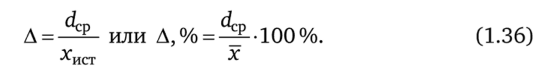 Δ = d_ср / x_ист или Δ, % = d_ср / x̅ · 100 %. (1.36)